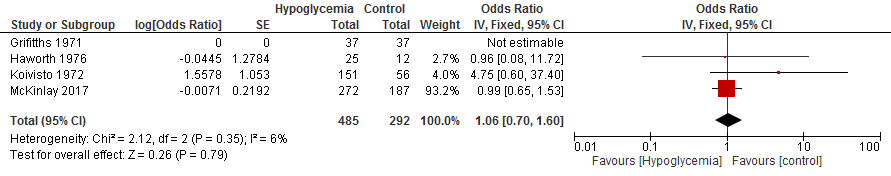 Hypoglycemia Control Odds Ratio Odds Ratio
Study or Subgroup log[Odds Ratio] SE Total Total Weight IV, Fixed, 95% CI IV, Fixed, 95% CI
Grifitths 1971 0 0 37 37 Not estimable
Haworth 1976 -0.0445 1.2784 25 12 2.7% 0.96 [0.08, 11.72]
Koivisto 1972 1.5578 1.053 151 56 4.0% 4.75 [0.60, 37.40]
McKinlay 2017 -0.0071 0.2192 272 187 93.2% 0.99 [0.65, 1.53]
Total (95% CI) 485 292 100.0% 1.06 [0.70, 1.60]
Heterogeneity: Chi² = 2.12, df = 2 (P = 0.35); I² = 6%
Test for overall effect: Z = 0.26 (P = 0.79)
0.01 0.1 1 10 100
Favours [Hypoglycemia] Favours [control]